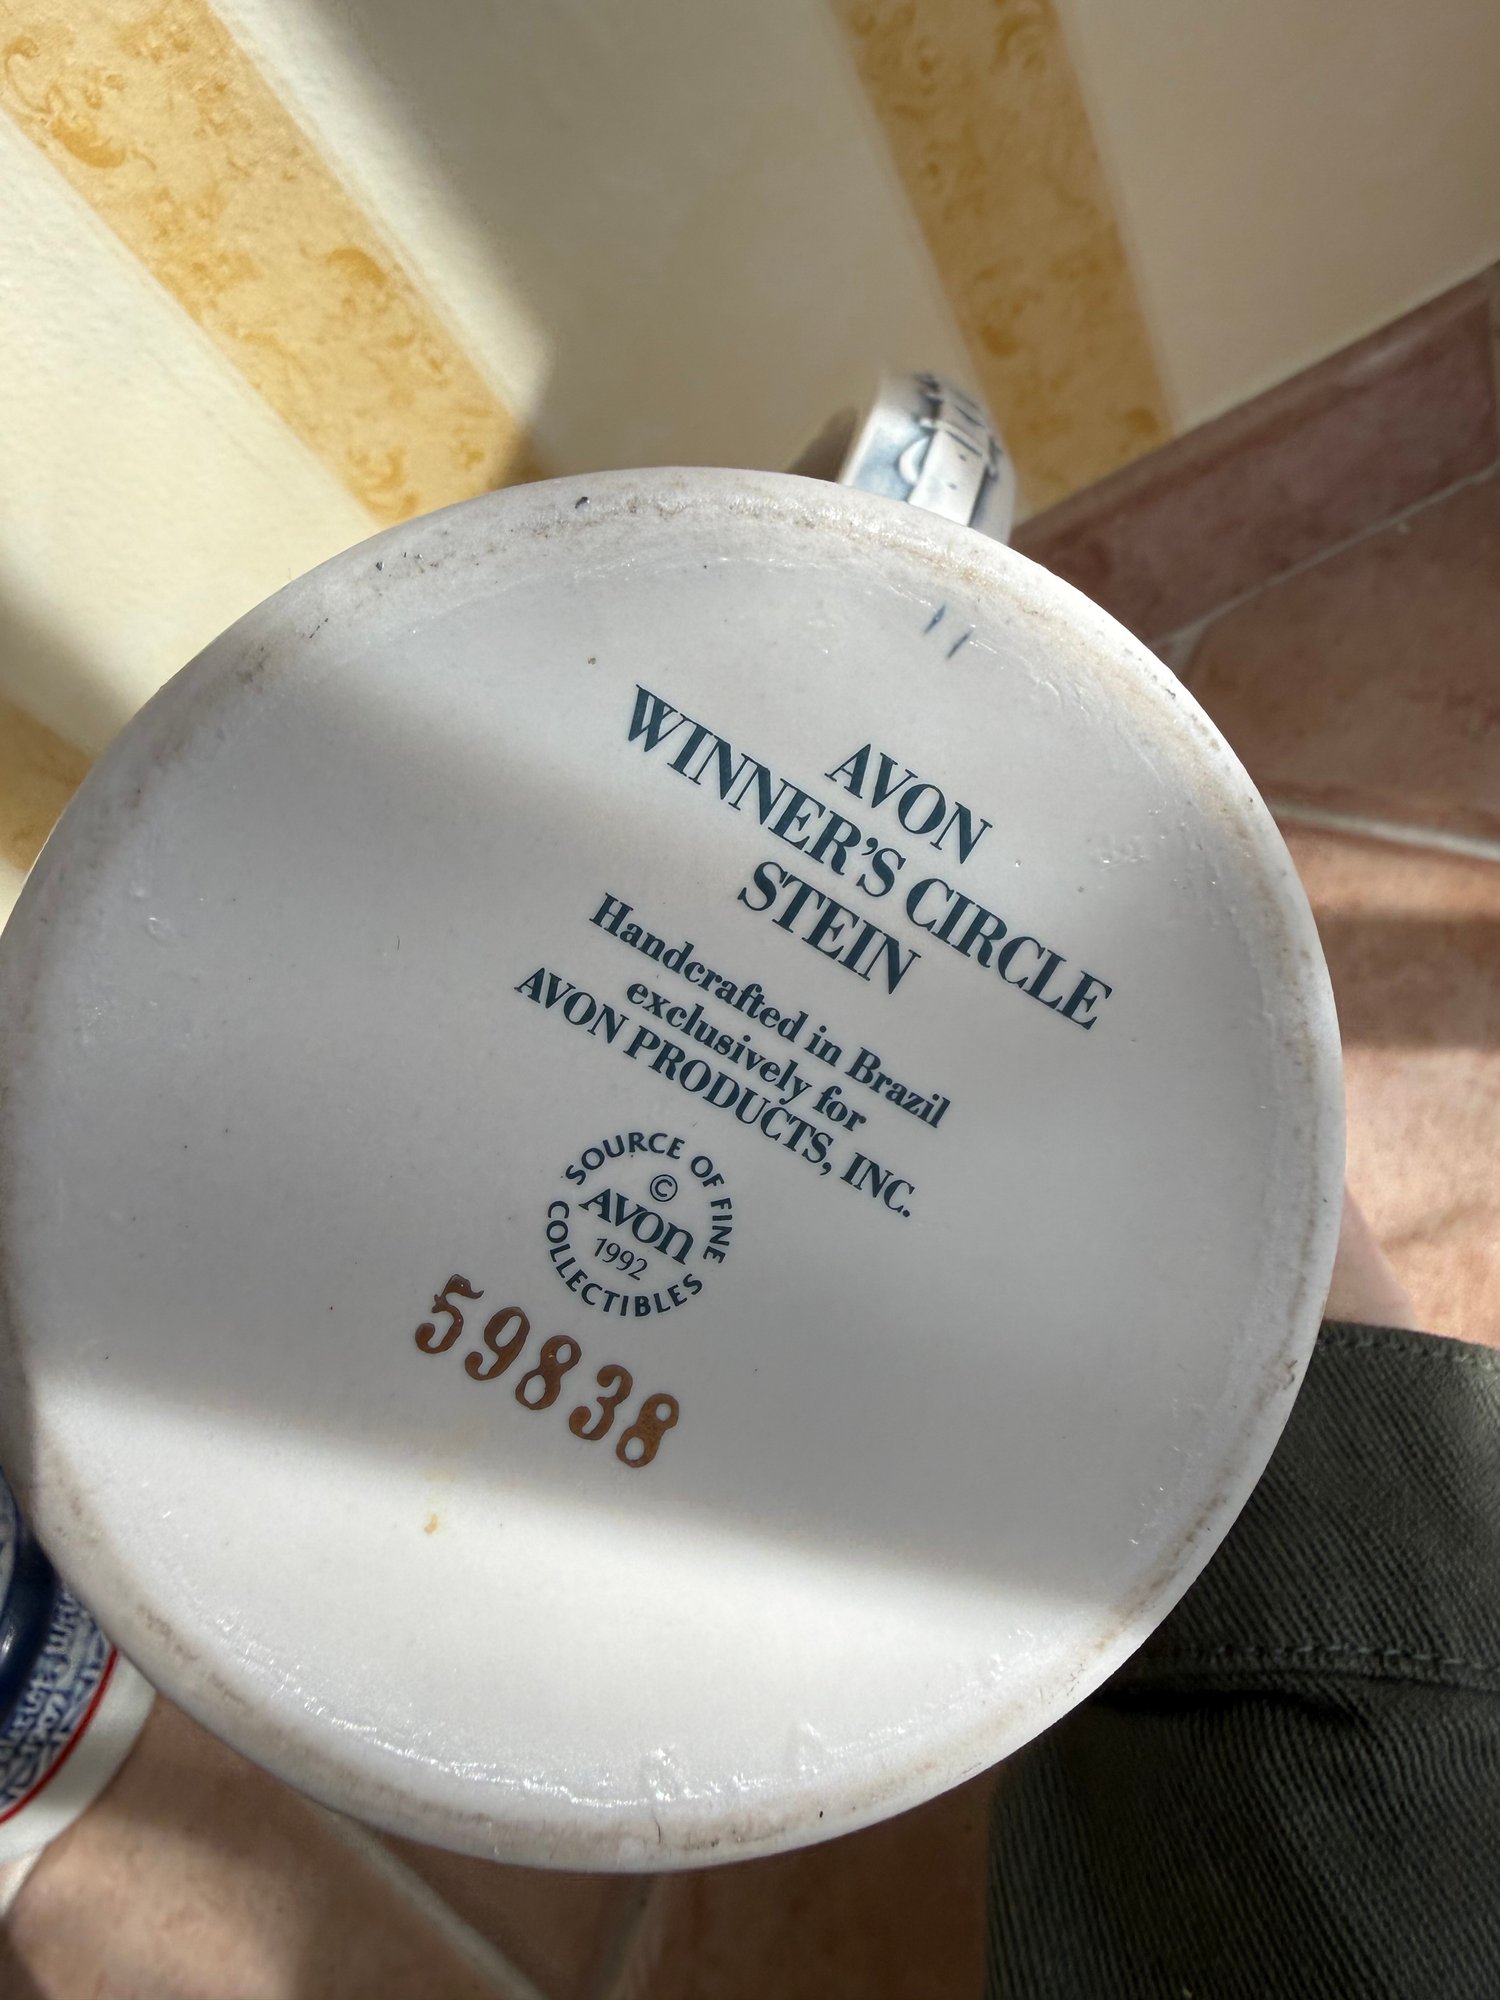 AVON
WINNER'S CIRCLE
STEIN
Handcrafted in Brazil
exclusively for
AVON PRODUCTS, INC.
SOURCE OF FINE
©
AVON
1992
COLLECTIBLES
59838